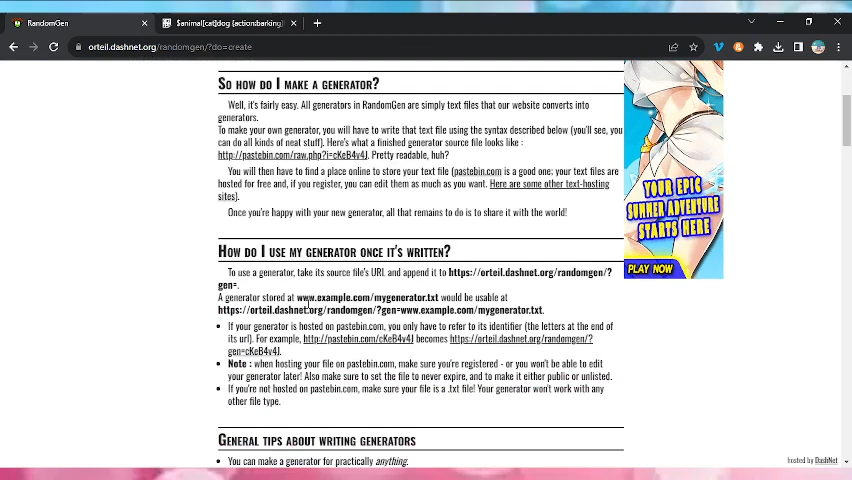 RandomGen
$animal[cat]dog {action:barking}
orteil.dashnet.org/randomgen/?do=create
So how do I make a generator?
Well, it's fairly easy. All generators in RandomGen are simply text files that our website converts into
generators.
To make your own generator, you will have to write that text file using the syntax described below (you'll see, you
can do all kinds of neat stuff). Here's what a finished generator source file looks like :
http://pastebin.com/raw.php?i=cKeB4v4J. Pretty readable, huh?
You will then have to find a place online to store your text file (pastebin.com is a good one; your text files are
hosted for free and, if you register, you can edit them as much as you want. Here are some other text-hosting
sites).
Once you're happy with your new generator, all that remains to do is to share it with the world!
How do I use my generator once it's written?
To use a generator, take its source file's URL and append it to https://orteil.dashnet.org/randomgen/?
gen=.
A generator stored at www.example.com/mygenerator.txt would be usable at
https://orteil.dashnet.org/randomgen/?gen=www.example.com/mygenerator.txt.
If your generator is hosted on pastebin.com, you only have to refer to its identifier (the letters at the end of
its url). For example, http://pastebin.com/cKeB4v4J becomes https://orteil.dashnet.org/randomgen/?
gen=cKeB4v4J.
Note : when hosting your file on pastebin.com, make sure you're registered - or you won't be able to edit
your generator later! Also make sure to set the file to never expire, and to make it either public or unlisted.
If you're not hosted on pastebin.com, make sure your file is a .txt file! Your generator won't work with any
other file type.
General tips about writing generators
You can make a generator for practically anything.
YOUR EPIC
SUMMER ADVENTURE
STARTS HERE
PLAY NOW
hosted by DashNet